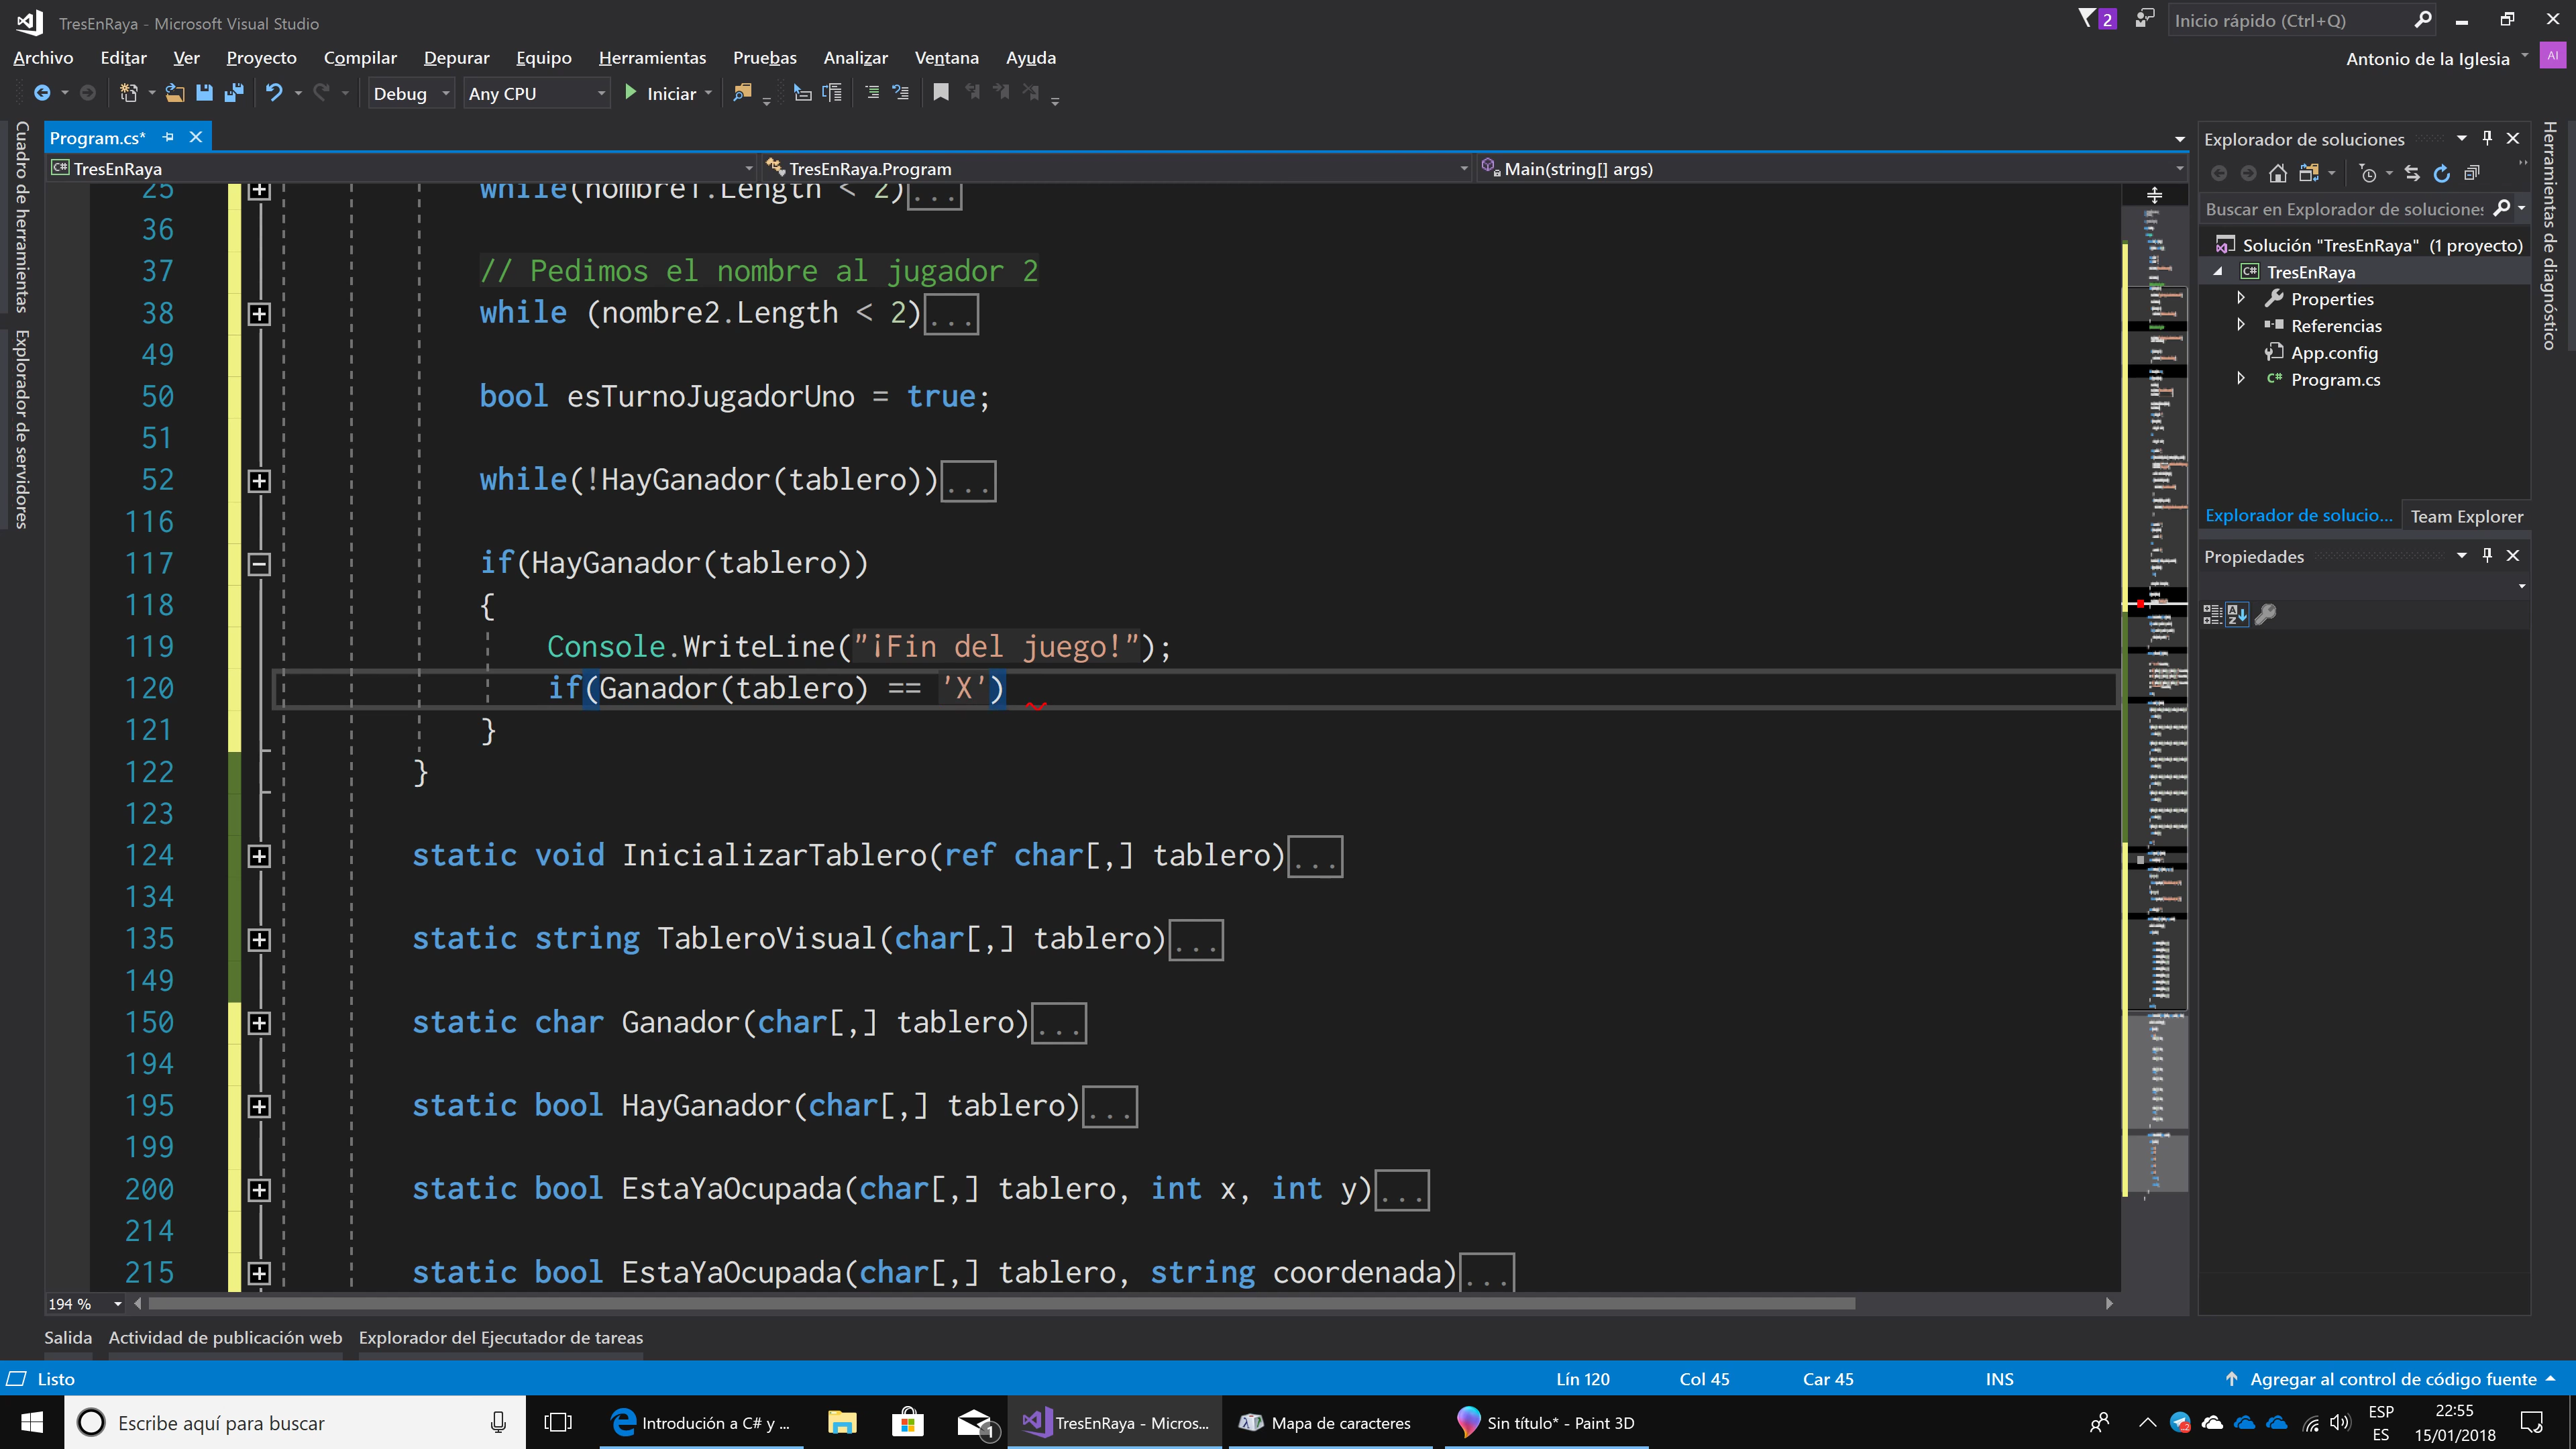 TresEnRaya - Microsoft Visual Studio
2
Inicio rápido (Ctrl+Q)
Archivo Editar Ver Proyecto Compilar Depurar Equipo Herramientas Pruebas Analizar Ventana Ayuda
Antonio de la Iglesia
AI
Debug Any CPU Iniciar
Cuadro de herramientas
Explorador de servidores
Program.cs*
TresEnRaya TresEnRaya.Program Main(string[] args)
25 while(nombre1.Length < 2)...
36
37 // Pedimos el nombre al jugador 2
38 while (nombre2.Length < 2)...
49
50 bool esTurnoJugadorUno = true;
51
52 while(!HayGanador(tablero))...
116
117 if(HayGanador(tablero))
118 {
119 Console.WriteLine("¡Fin del juego!");
120 if(Ganador(tablero) == 'X')
121 }
122 }
123
124 static void InicializarTablero(ref char[,] tablero)...
134
135 static string TableroVisual(char[,] tablero)...
149
150 static char Ganador(char[,] tablero)...
194
195 static bool HayGanador(char[,] tablero)...
199
200 static bool EstaYaOcupada(char[,] tablero, int x, int y)...
214
215 static bool EstaYaOcupada(char[,] tablero, string coordenada)...
194 %
Explorador de soluciones
Buscar en Explorador de soluciones
Solución "TresEnRaya" (1 proyecto)
C# TresEnRaya
Properties
Referencias
App.config
C# Program.cs
Explorador de solucio... Team Explorer
Propiedades
Herramientas de diagnóstico
Salida Actividad de publicación web Explorador del Ejecutador de tareas
Listo Lín 120 Col 45 Car 45 INS Agregar al control de código fuente
Escribe aquí para buscar
Introducción a C# y ...
1
TresEnRaya - Micros...
Mapa de caracteres
Sin título* - Paint 3D
ESP
ES
22:55
15/01/2018